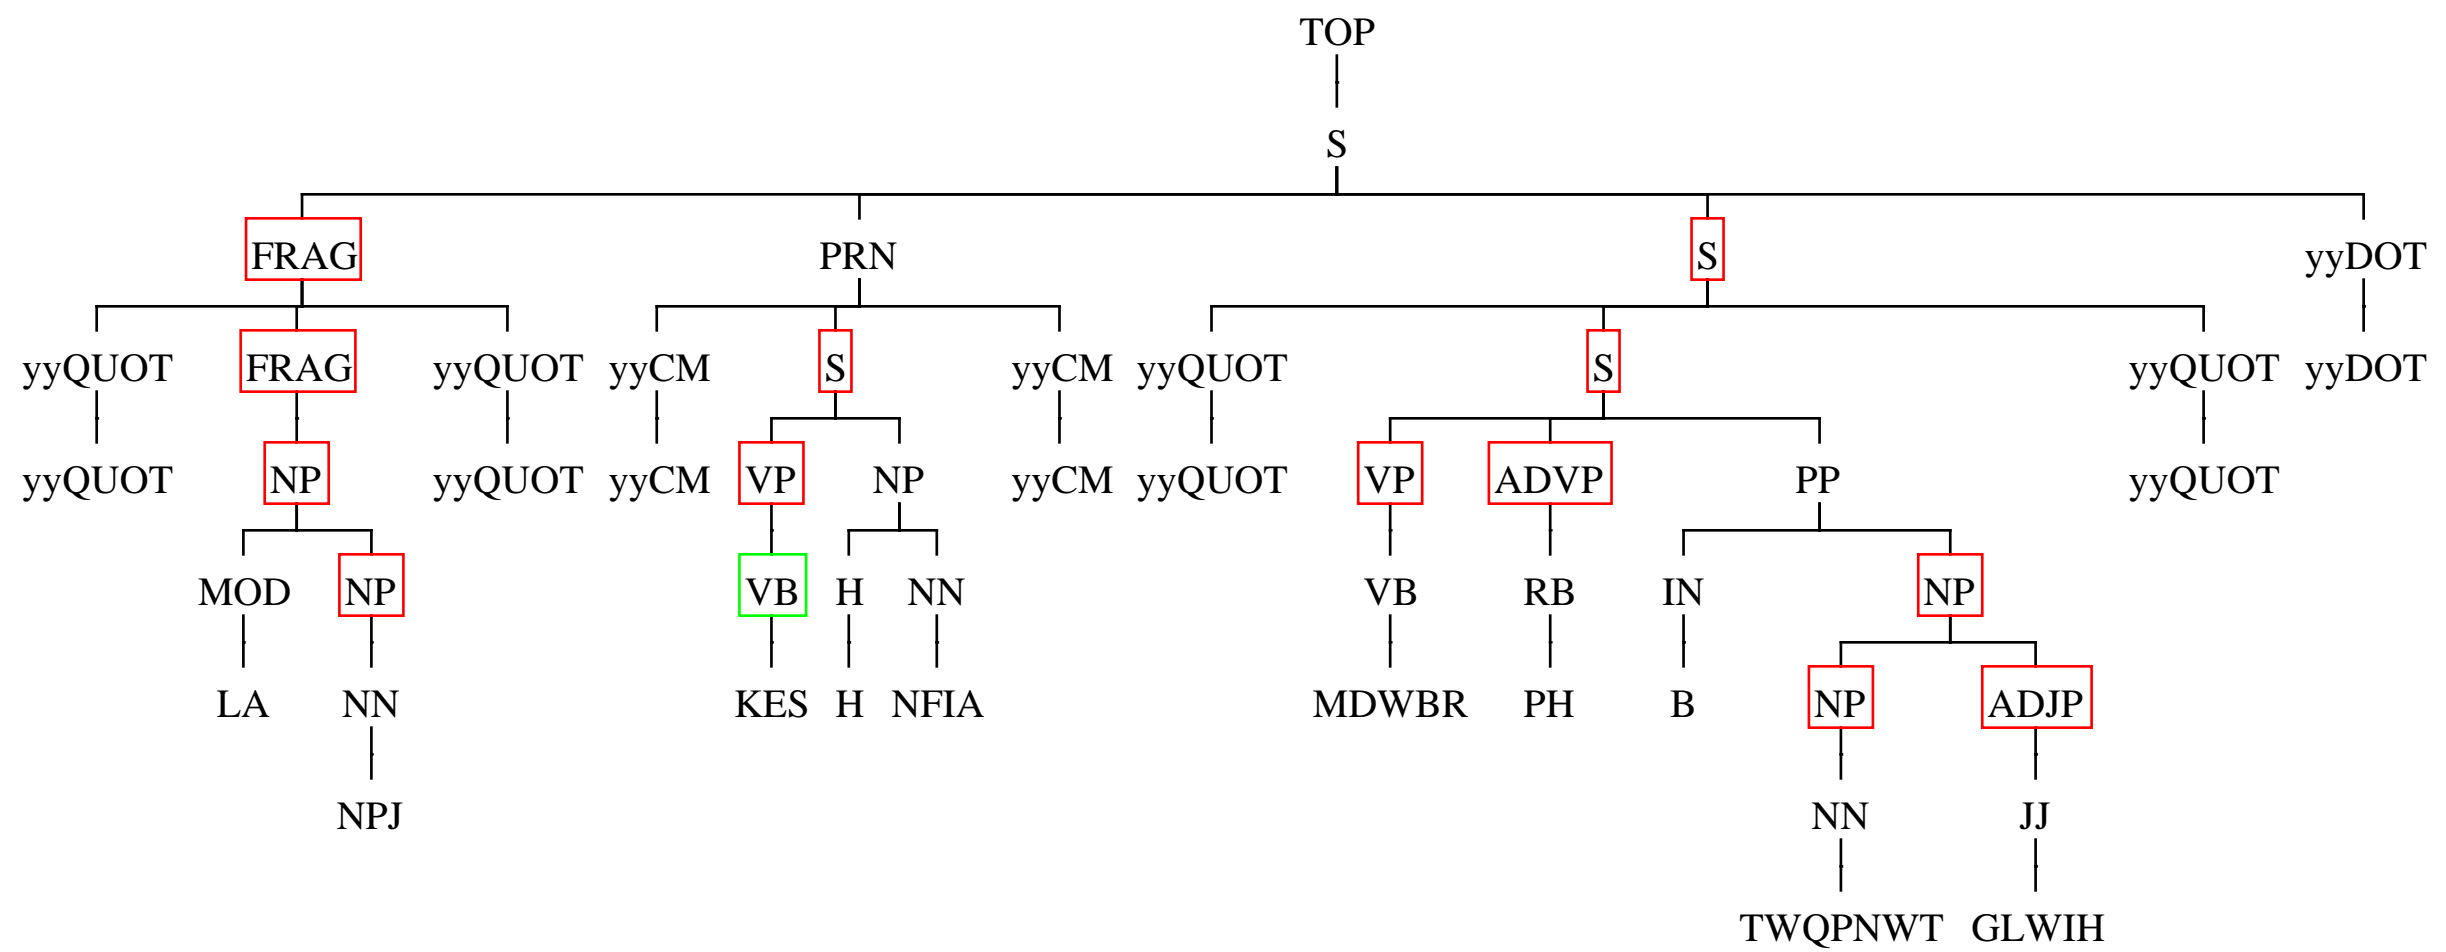 TOP
S
FRAG PRN S yyDOT
yyQUOT FRAG yyQUOT yyCM S yyCM yyQUOT S yyQUOT yyDOT
yyQUOT NP yyQUOT yyCM VP NP yyCM yyQUOT VP ADVP PP yyQUOT
MOD NP VB H NN VB RB IN NP
LA NN KES H NFIA MDWBR PH B NP ADJP
NPJ NN JJ
TWQPNWT GLWIH